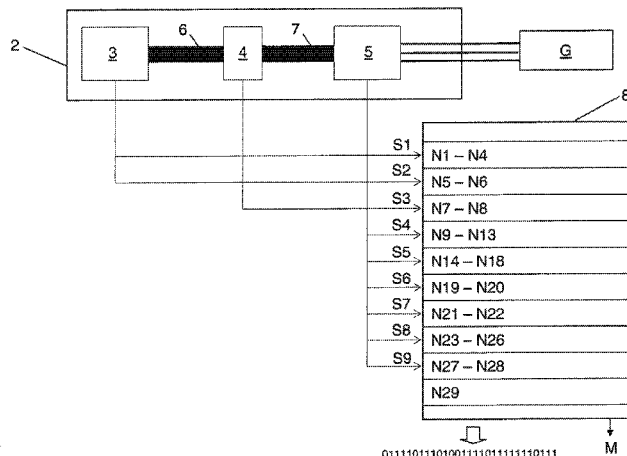 2
3
6
4
7
5
G
8
S1
N1 – N4
S2
N5 – N6
S3
N7 – N8
S4
N9 – N13
S5
N14 – N18
S6
N19 – N20
S7
N21 – N22
S8
N23 – N26
S9
N27 – N28
N29
M